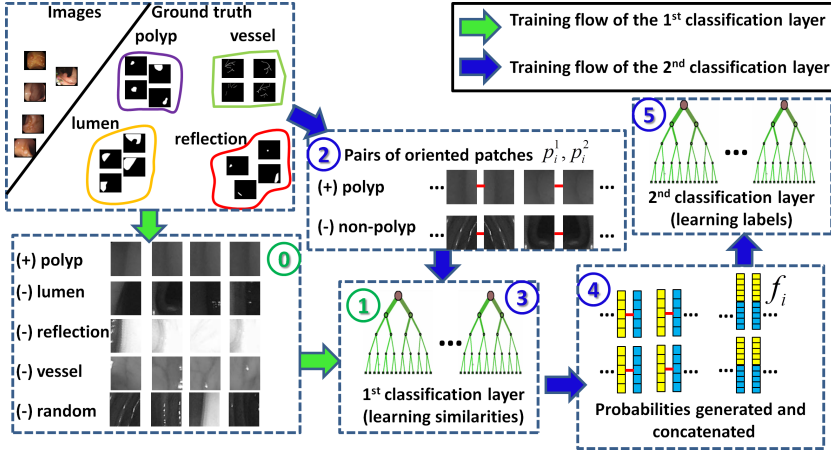 Images
Ground truth
polyp
vessel
lumen
reflection
Training flow of the 1st classification layer
Training flow of the 2nd classification layer
2 Pairs of oriented patches p_i^1, p_i^2
(+) polyp
... ... ...
(-) non-polyp
... ... ...
5
...
2nd classification layer
(learning labels)
0
(+) polyp
(-) lumen
(-) reflection
(-) vessel
(-) random
1
3
...
1st classification layer
(learning similarities)
4
f_i
... ... ...
... ... ...
Probabilities generated and
concatenated